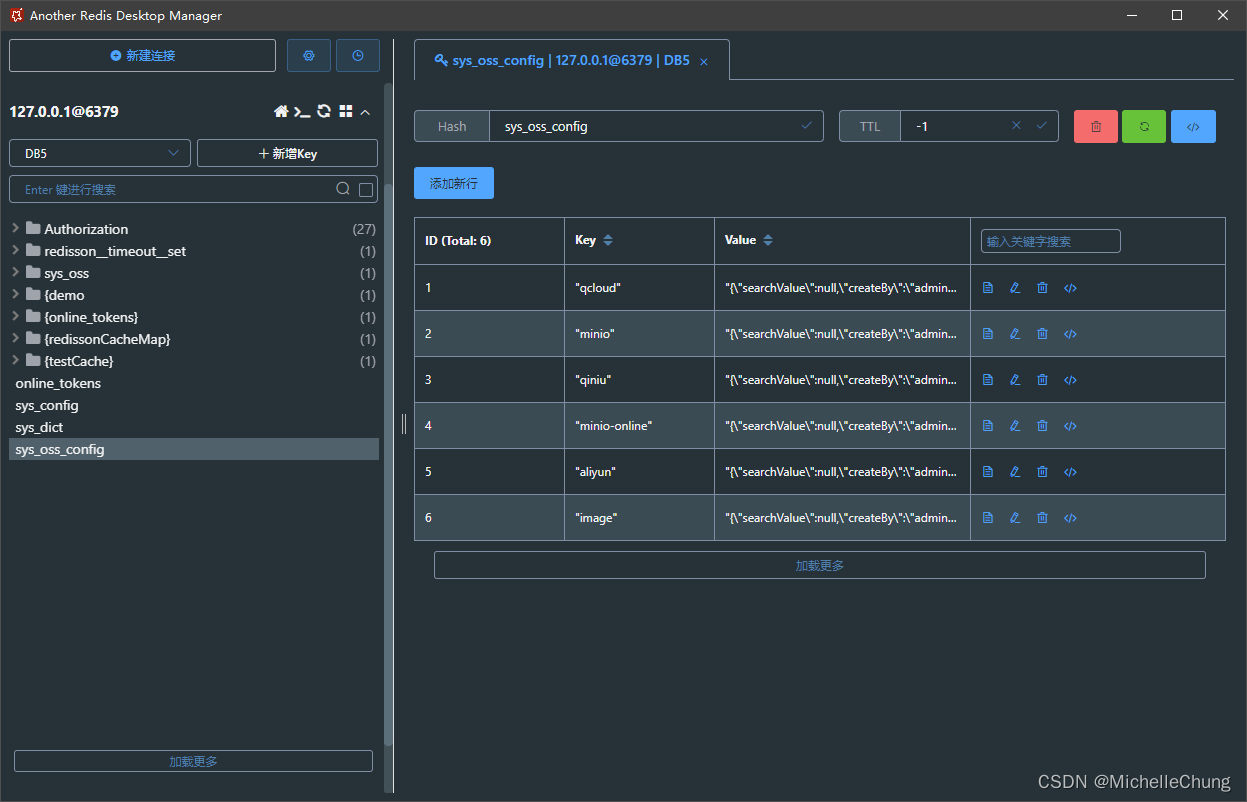 Another Redis Desktop Manager
新建连接
127.0.0.1@6379
DB5
+ 新增Key
Enter 键进行搜索
Authorization (27)
redisson__timeout__set (1)
sys_oss (1)
{demo (1)
{online_tokens} (1)
{redissonCacheMap} (1)
{testCache} (1)
online_tokens
sys_config
sys_dict
sys_oss_config
加载更多
sys_oss_config | 127.0.0.1@6379 | DB5 ×
Hash sys_oss_config TTL -1
添加新行
ID (Total: 6) Key Value 输入关键字搜索
1 "qcloud" "{\"searchValue\":null,\"createBy\":\"admin...
2 "minio" "{\"searchValue\":null,\"createBy\":\"admin...
3 "qiniu" "{\"searchValue\":null,\"createBy\":\"admin...
4 "minio-online" "{\"searchValue\":null,\"createBy\":\"admin...
5 "aliyun" "{\"searchValue\":null,\"createBy\":\"admin...
6 "image" "{\"searchValue\":null,\"createBy\":\"admin...
加载更多
CSDN @MichelleChung